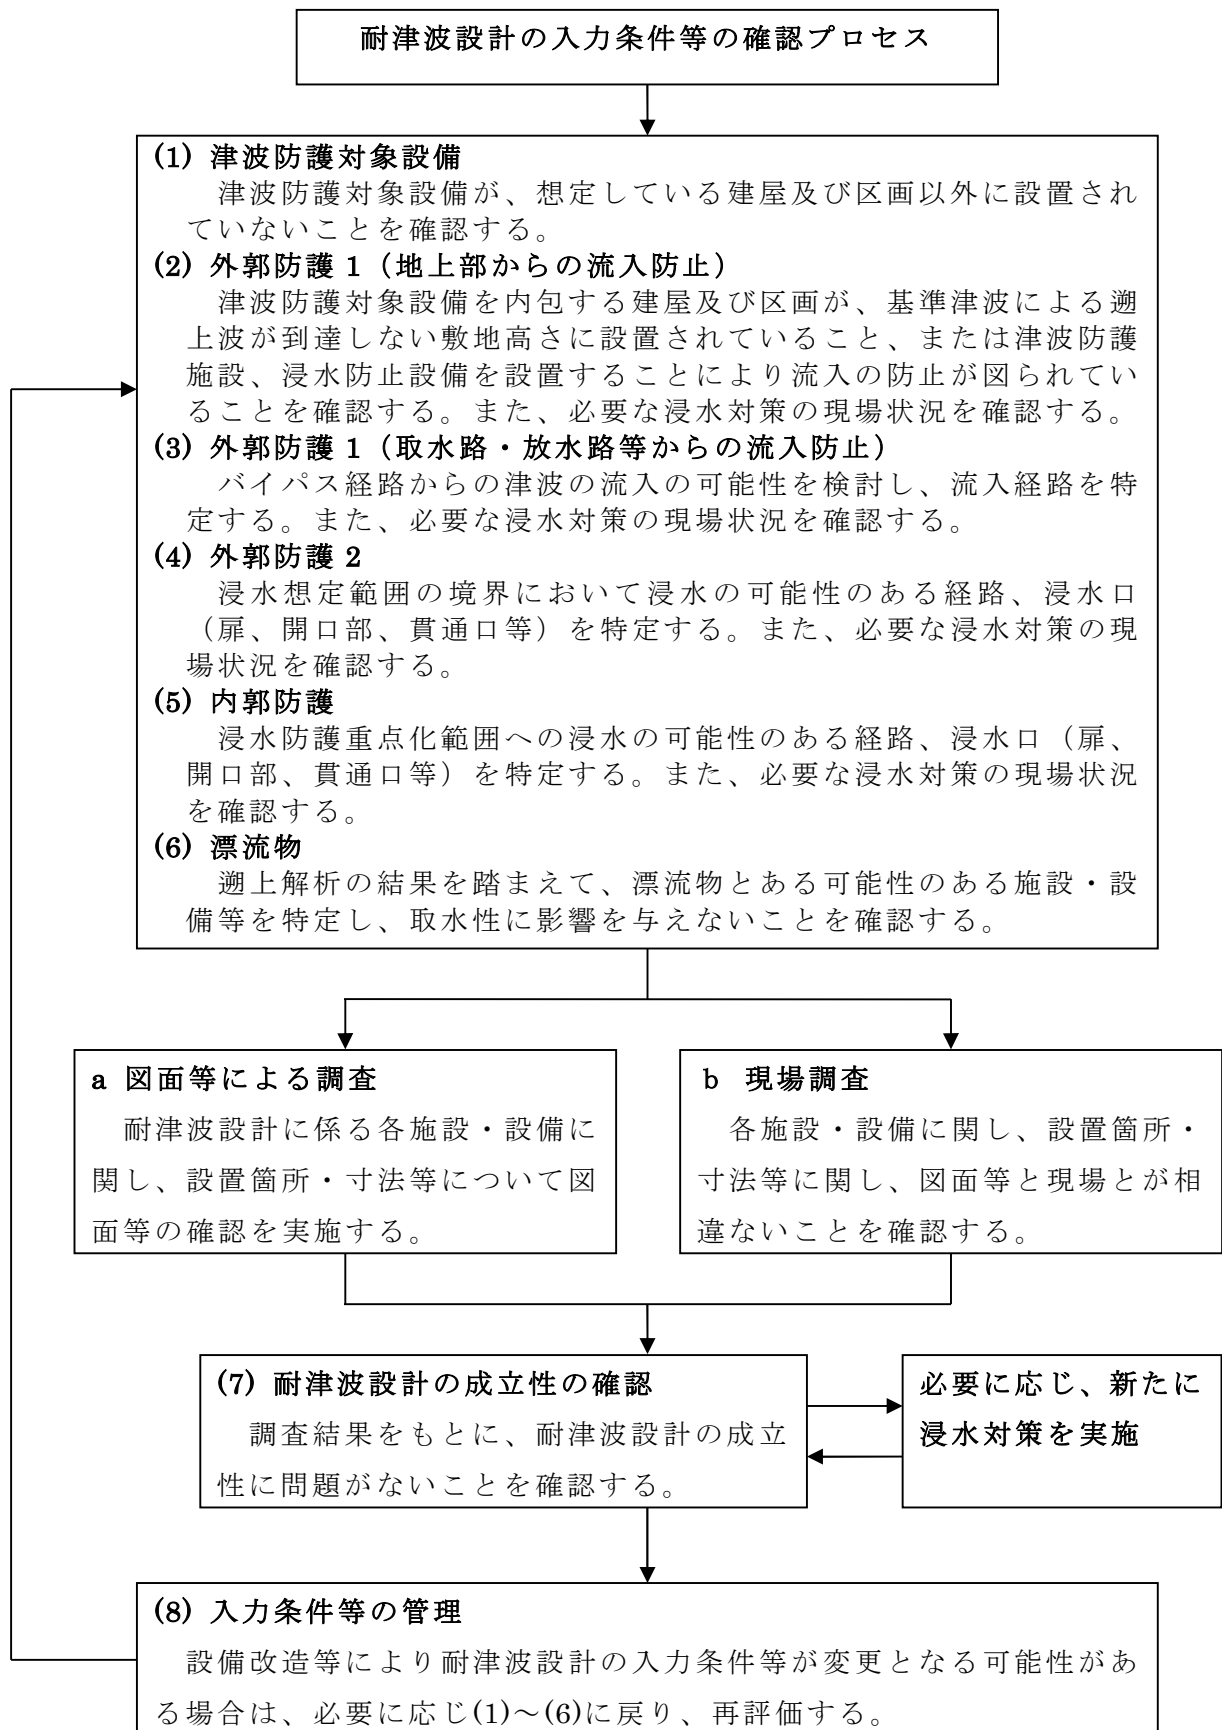 耐津波設計の入力条件等の確認プロセス
(1) 津波防護対象設備
津波防護対象設備が、想定している建屋及び区画以外に設置され
ていないことを確認する。
(2) 外郭防護 1（地上部からの流入防止）
津波防護対象設備を内包する建屋及び区画が、基準津波による遡
上波が到達しない敷地高さに設置されていること、または津波防護
施設、浸水防止設備を設置することにより流入の防止が図られてい
ることを確認する。また、必要な浸水対策の現場状況を確認する。
(3) 外郭防護 1（取水路・放水路等からの流入防止）
バイパス経路からの津波の流入の可能性を検討し、流入経路を特
定する。また、必要な浸水対策の現場状況を確認する。
(4) 外郭防護 2
浸水想定範囲の境界において浸水の可能性のある経路、浸水口
（扉、開口部、貫通口等）を特定する。また、必要な浸水対策の現
場状況を確認する。
(5) 内郭防護
浸水防護重点化範囲への浸水の可能性のある経路、浸水口（扉、
開口部、貫通口等）を特定する。また、必要な浸水対策の現場状況
を確認する。
(6) 漂流物
遡上解析の結果を踏まえて、漂流物とある可能性のある施設・設
備等を特定し、取水性に影響を与えないことを確認する。
a 図面等による調査
耐津波設計に係る各施設・設備に
関し、設置箇所・寸法等について図
面等の確認を実施する。
b 現場調査
各施設・設備に関し、設置箇所・
寸法等に関し、図面等と現場とが相
違ないことを確認する。
(7) 耐津波設計の成立性の確認
調査結果をもとに、耐津波設計の成立
性に問題がないことを確認する。
必要に応じ、新たに
浸水対策を実施
(8) 入力条件等の管理
設備改造等により耐津波設計の入力条件等が変更となる可能性があ
る場合は、必要に応じ(1)～(6)に戻り、再評価する。